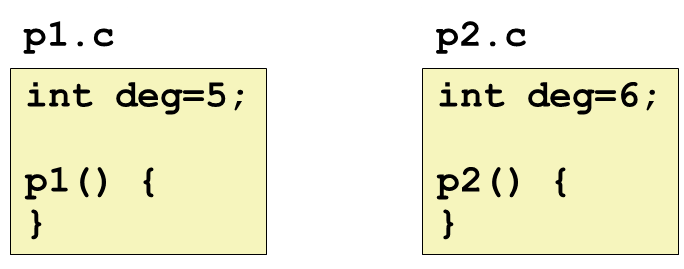 p1.c
int deg=5;
p1() {
}
p2.c
int deg=6;
p2() {
}